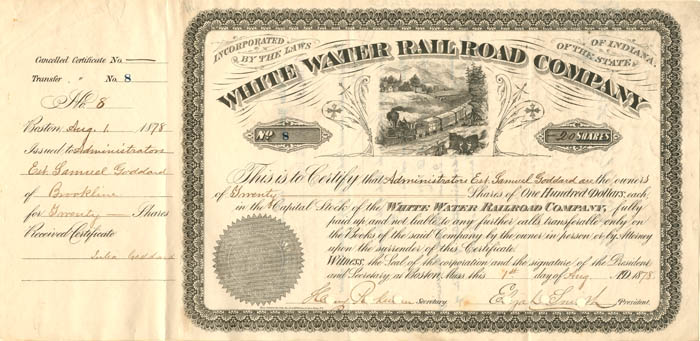 Cancelled Certificate No.
Transfer " No. 8
No. 8
Boston, Aug. 1, 1878
Issued to Administrators
Est. Samuel Goddard
of Brookline
for Twenty Shares
Received Certificate
Julia Goddard
INCORPORATED BY THE LAWS OF THE STATE OF INDIANA.
WHITE WATER RAILROAD COMPANY
No. 8
20 SHARES
This is to Certify that Administrators Est. Samuel Goddard are the owners
of Twenty Shares of One Hundred Dollars, each,
in the Capital Stock of the WHITE WATER RAILROAD COMPANY, fully
paid up and not liable to any further calls transferable only on
the Books of the said Company by the owner in person or by Attorney
upon the surrender of this Certificate.
Witness, the Seal of the corporation and the signature of the President
and Secretary at Boston, Mass this 7th day of Aug AD 1878.
Secretary
President.